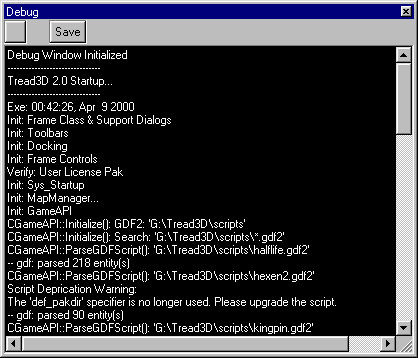 Debug
Save
Debug Window Initialized
------------------------------
Tread3D 2.0 Startup...
------------------------------
Exe: 00:42:26, Apr  9 2000
Init: Frame Class & Support Dialogs
Init: Toolbars
Init: Docking
Init: Frame Controls
Verify: User License Pak
Init: Sys_Startup
Init: MapManager...
Init: GameAPI
CGameAPI::Initialize(): GDF2: 'G:\Tread3D\scripts'
CGameAPI::Initialize(): Search: 'G:\Tread3D\scripts\*.gdf2'
CGameAPI::ParseGDFScript(): 'G:\Tread3D\scripts\halflife.gdf2'
-- gdf: parsed 218 entity(s)
CGameAPI::ParseGDFScript(): 'G:\Tread3D\scripts\hexen2.gdf2'
Script Deprication Warning:
The 'def_pakdir' specifier is no longer used. Please upgrade the script.
-- gdf: parsed 90 entity(s)
CGameAPI::ParseGDFScript(): 'G:\Tread3D\scripts\kingpin.gdf2'